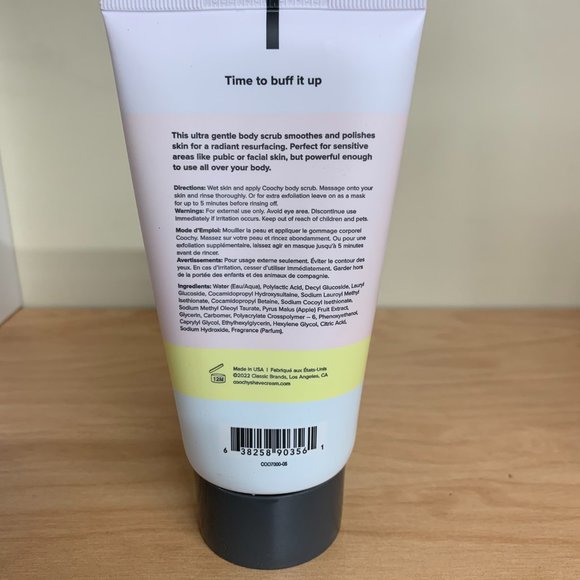 Time to buff it up
This ultra gentle body scrub smoothes and polishes
skin for a radiant resurfacing. Perfect for sensitive
areas like pubic or facial skin, but powerful enough
to use all over your body.
Directions: Wet skin and apply Coochy body scrub. Massage onto your
skin and rinse thoroughly. Or for extra exfoliation leave on as a mask
for up to 5 minutes before rinsing off.
Warnings: For external use only. Avoid eye area. Discontinue use
immediately if irritation occurs. Keep out of reach of children and pets.
Mode d'Emploi: Mouiller la peau et appliquer le gommage corporel
Coochy. Massez sur votre peau et rincez abondamment. Ou pour une
exfoliation supplémentaire, laissez agir en masque jusqu'à 5 minutes
avant de rincer.
Avertissements: Pour usage externe seulement. Éviter le contour des
yeux. En cas d'irritation, cesser d'utiliser immédiatement. Garder hors
de la portée des enfants et des animaux de compagnie.
Ingredients: Water (Eau/Aqua), Polylactic Acid, Decyl Glucoside, Lauryl
Glucoside, Cocamidopropyl Hydroxysultaine, Sodium Lauroyl Methyl
Isethionate, Cocamidopropyl Betaine, Sodium Cocoyl Isethionate,
Sodium Methyl Oleoyl Taurate, Pyrus Malus (Apple) Fruit Extract,
Glycerin, Carbomer, Polyacrylate Crosspolymer – 6, Phenoxyethanol,
Caprylyl Glycol, Ethylhexylglycerin, Hexylene Glycol, Citric Acid,
Sodium Hydroxide, Fragrance (Parfum).
12M
Made in USA | Fabriqué aux États-Unis
©2022 Classic Brands, Los Angeles, CA
coochyshavecream.com
6 38258 90356 1
COO7000-06